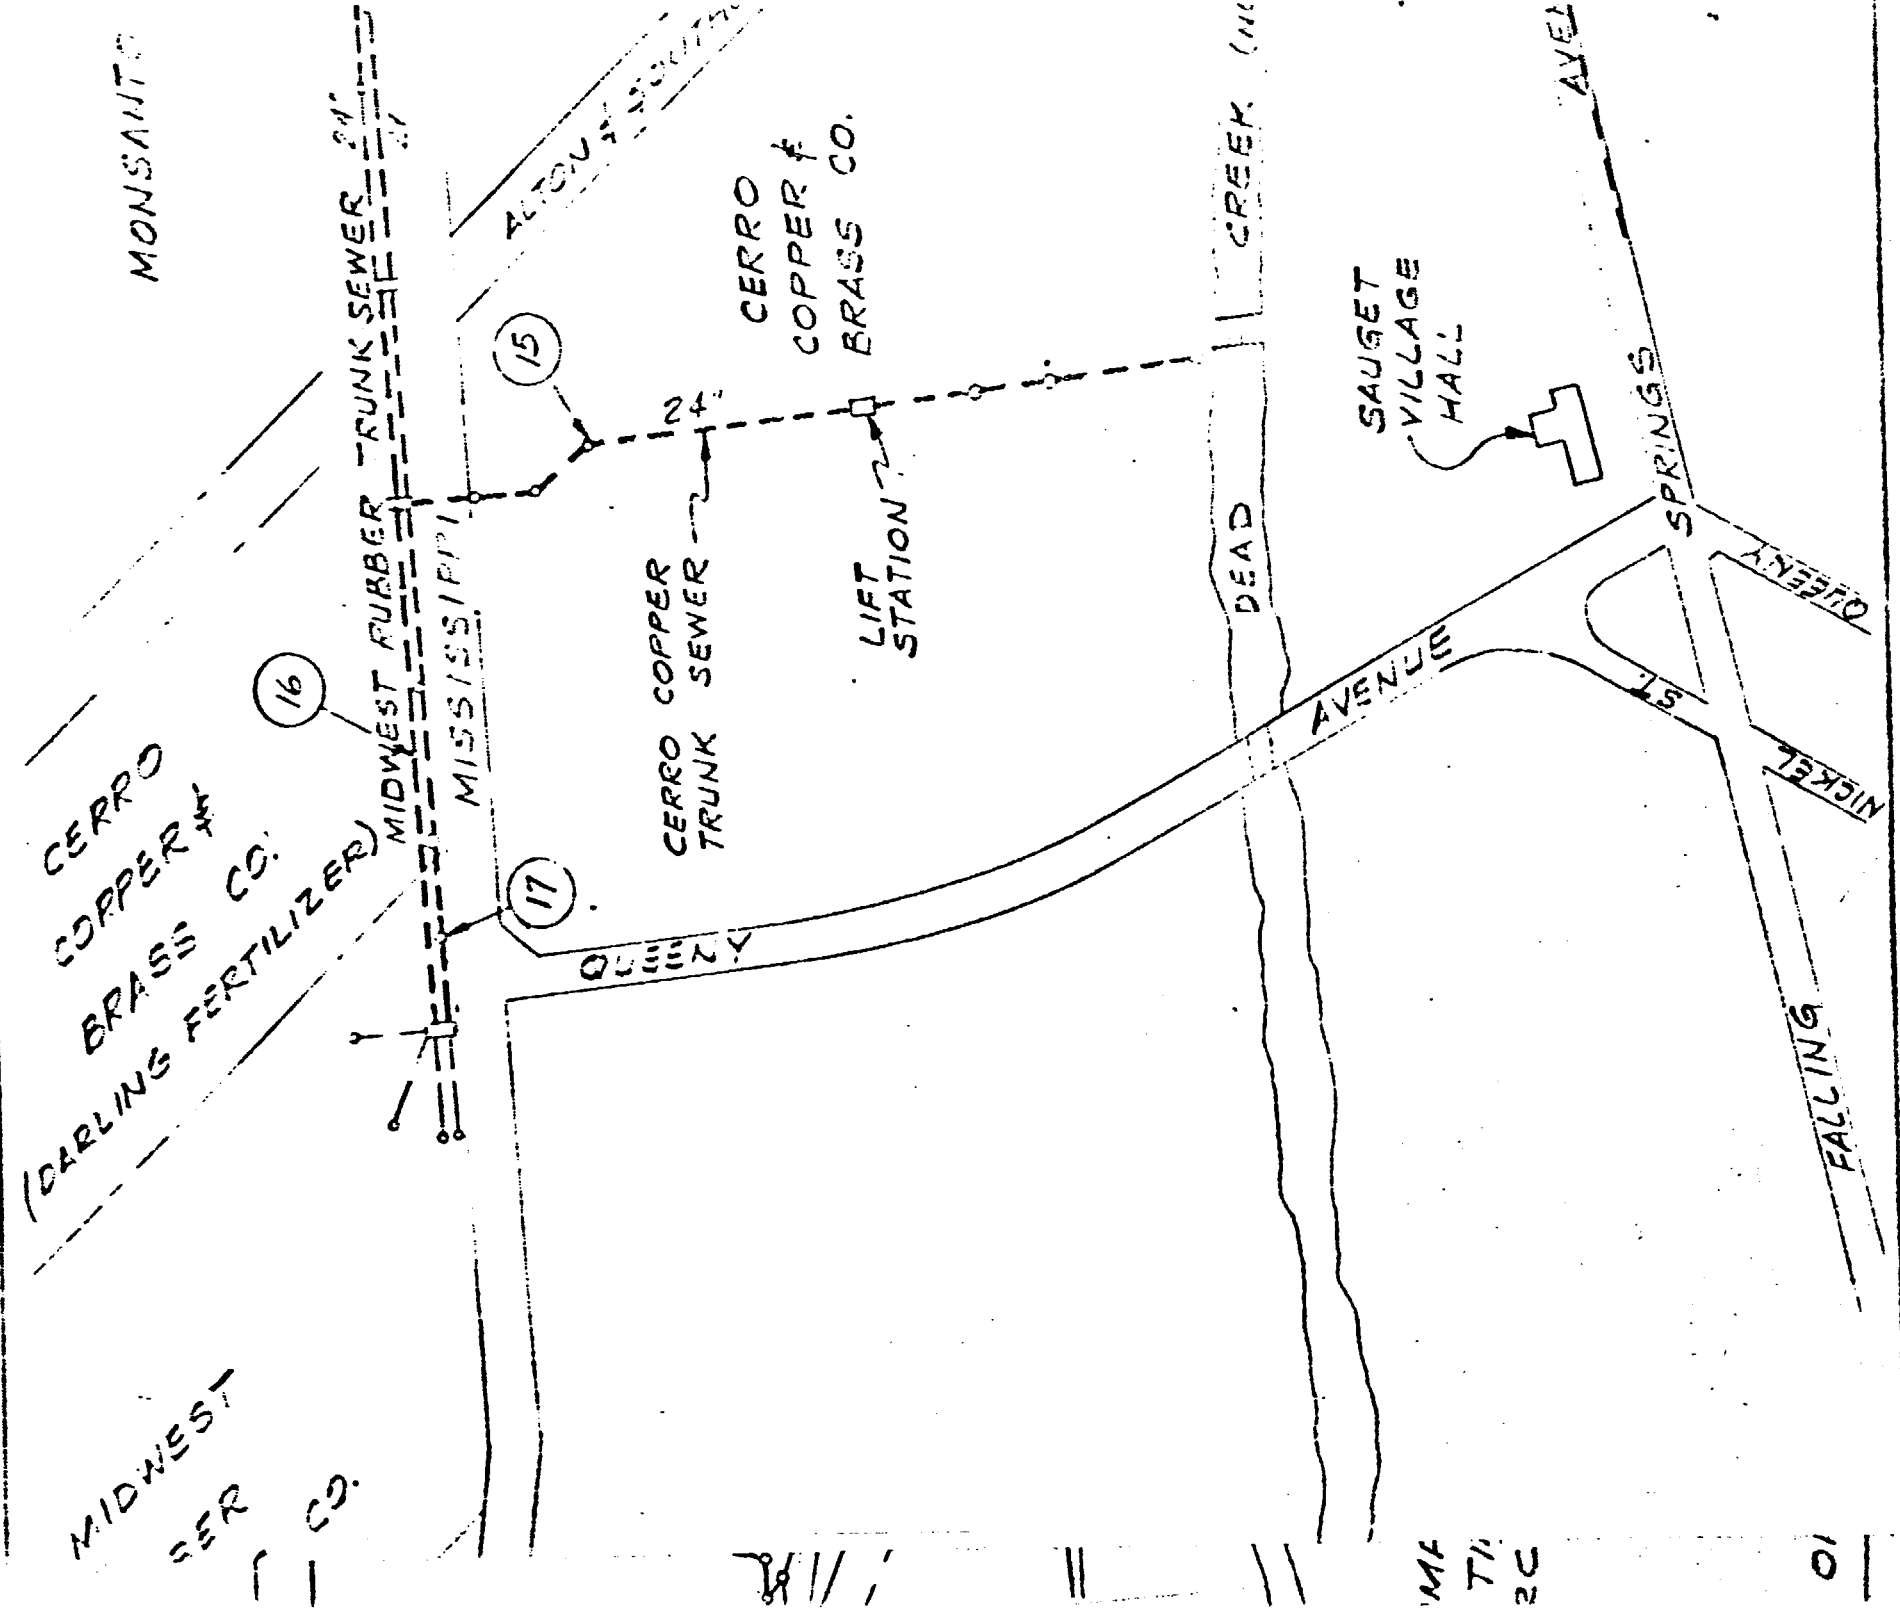 MONSANTO
24"
MIDWEST RUBBER TRUNK SEWER
MISSISSIPPI
ALTON &
15
16
17
CERRO
COPPER &
BRASS CO.
24"
CERRO COPPER
TRUNK SEWER
LIFT
STATION
CERRO
COPPER &
BRASS CO.
(DARLING FERTILIZER)
MIDWEST
CO.
DEAD CREEK
SAUGET
VILLAGE
HALL
QUEENY AVENUE
FALLING SPRINGS
QUEENY
NICKEL
ST.